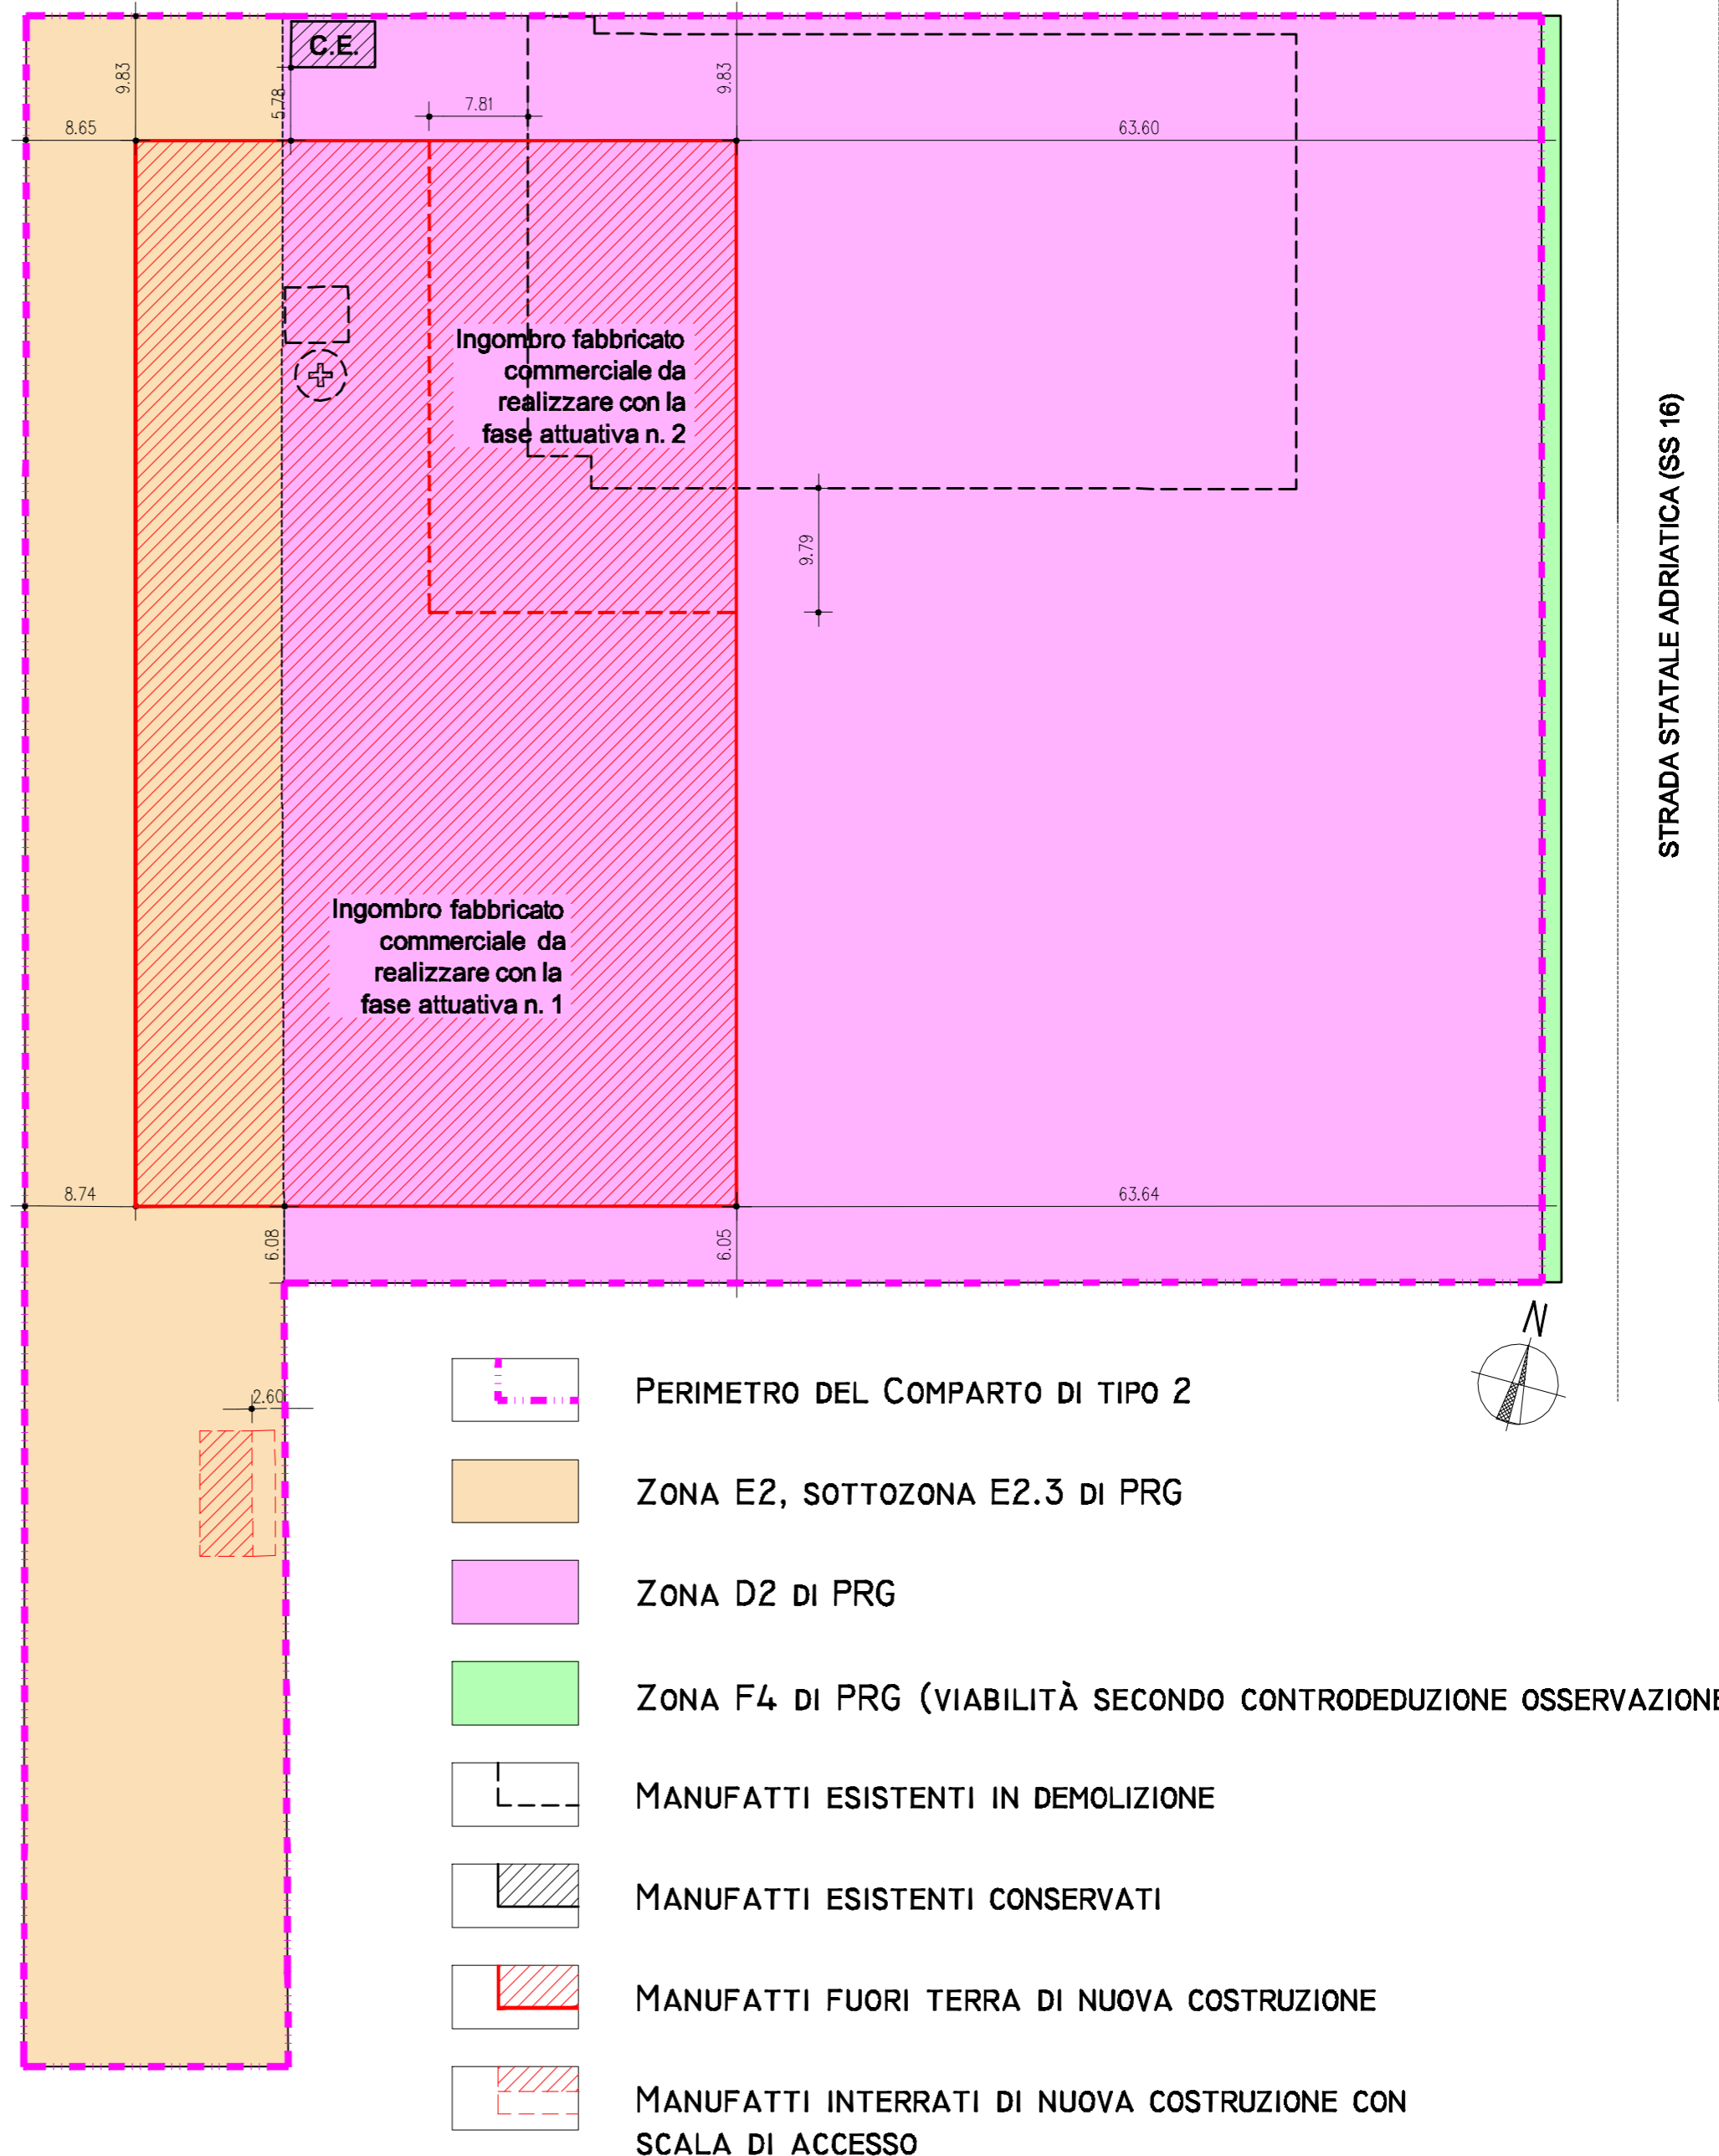 C.E.
9.83
5.78
9.83
7.81
8.65
63.60
Ingombro fabbricato
commerciale da
realizzare con la
fase attuativa n. 2
9.79
STRADA STATALE ADRIATICA (SS 16)
Ingombro fabbricato
commerciale da
realizzare con la
fase attuativa n. 1
8.74
63.64
6.08
6.05
N
2.60
PERIMETRO DEL COMPARTO DI TIPO 2
ZONA E2, SOTTOZONA E2.3 DI PRG
ZONA D2 DI PRG
ZONA F4 DI PRG (VIABILITÀ SECONDO CONTRODEDUZIONE OSSERVAZIONE
MANUFATTI ESISTENTI IN DEMOLIZIONE
MANUFATTI ESISTENTI CONSERVATI
MANUFATTI FUORI TERRA DI NUOVA COSTRUZIONE
MANUFATTI INTERRATI DI NUOVA COSTRUZIONE CON
SCALA DI ACCESSO